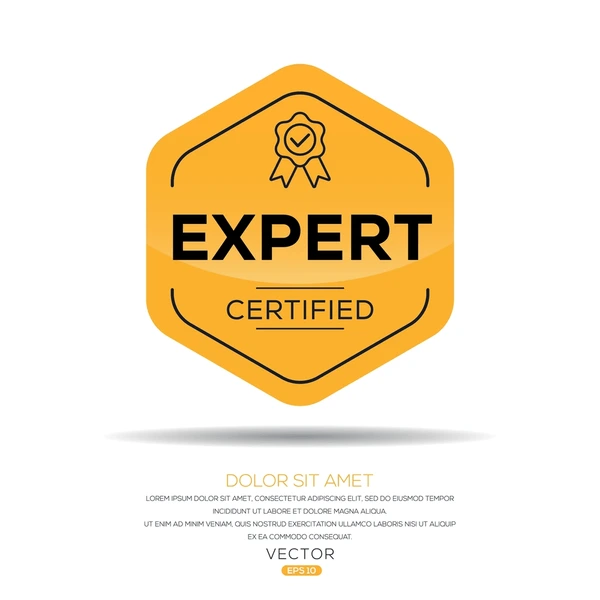 EXPERT
CERTIFIED
DOLOR SIT AMET
LOREM IPSUM DOLOR SIT AMET, CONSECTETUR ADIPISCING ELIT, SED DO EIUSMOD TEMPOR
INCIDIDUNT UT LABORE ET DOLORE MAGNA ALIQUA.
UT ENIM AD MINIM VENIAM, QUIS NOSTRUD EXERCITATION ULLAMCO LABORIS NISI UT ALIQUIP
EX EA COMMODO CONSEQUAT.
VECTOR
EPS 10